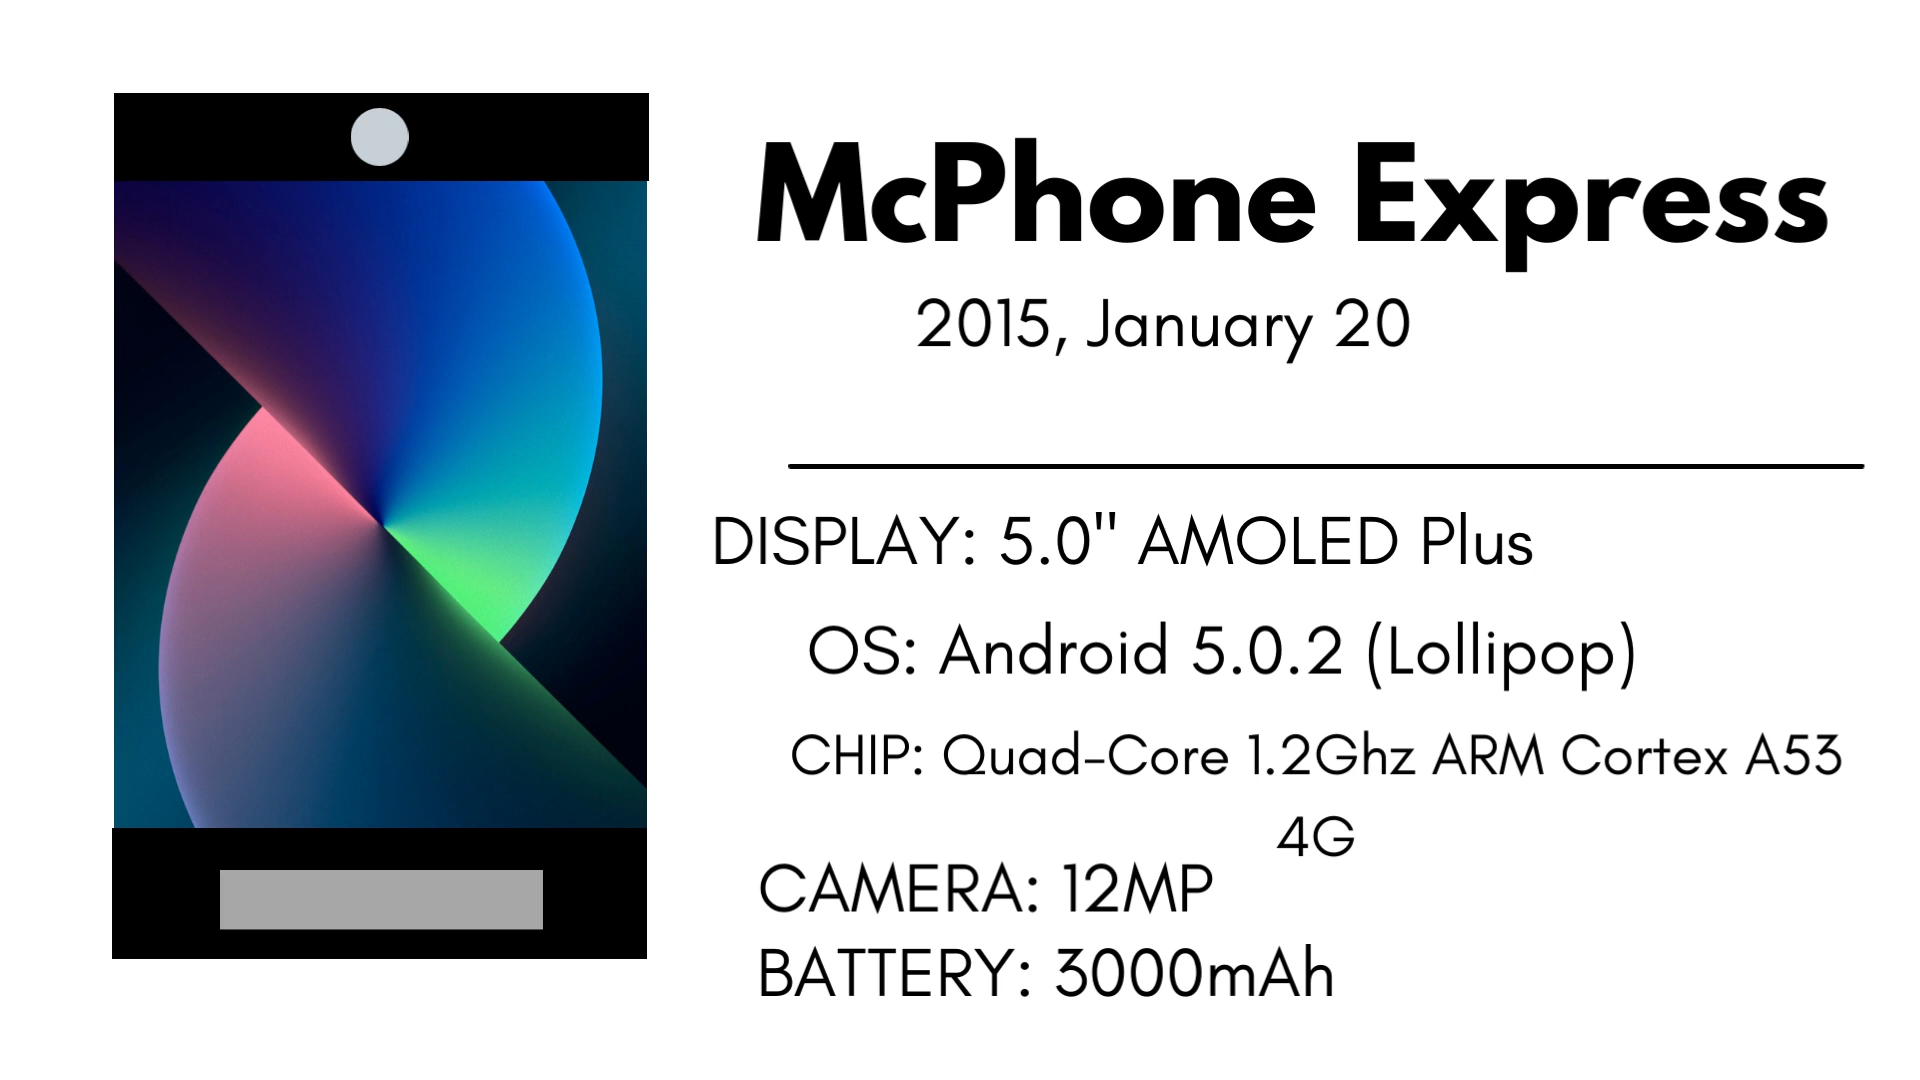 McPhone Express
2015, January 20
DISPLAY: 5.0" AMOLED Plus
OS: Android 5.0.2 (Lollipop)
CHIP: Quad-Core 1.2Ghz ARM Cortex A53
4G
CAMERA: 12MP
BATTERY: 3000mAh